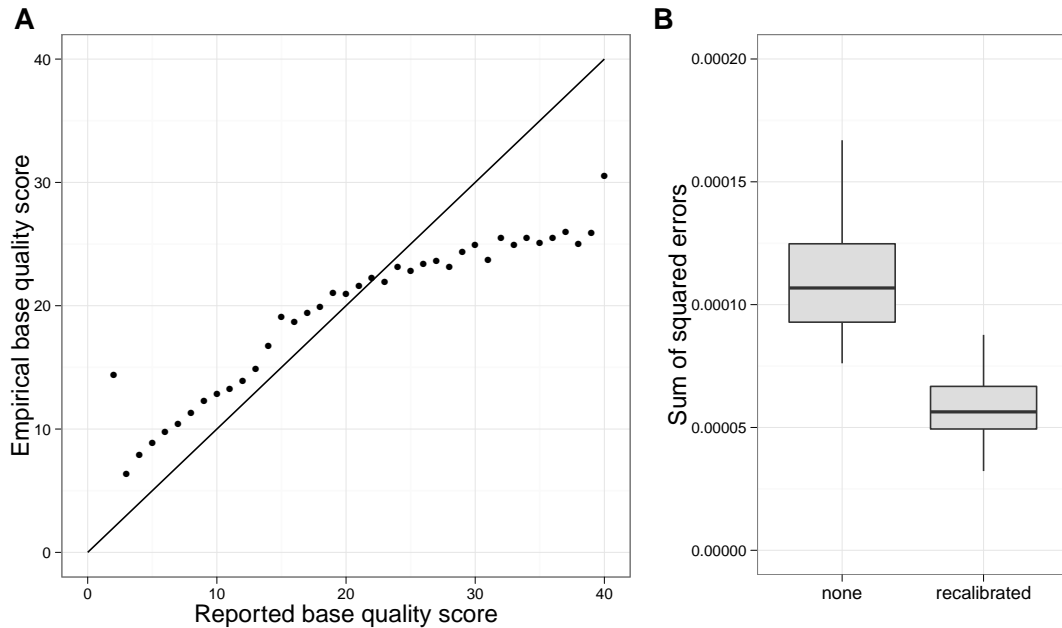 A
Empirical base quality score
40
30
20
10
0
0
10
20
30
40
Reported base quality score
B
Sum of squared errors
0.00020
0.00015
0.00010
0.00005
0.00000
none
recalibrated